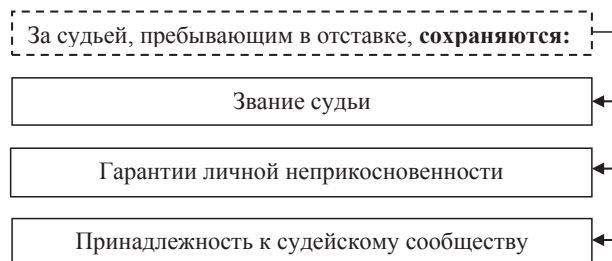 За судьей, пребывающим в отставке, сохраняются:
Звание судьи
Гарантии личной неприкосновенности
Принадлежность к судейскому сообществу